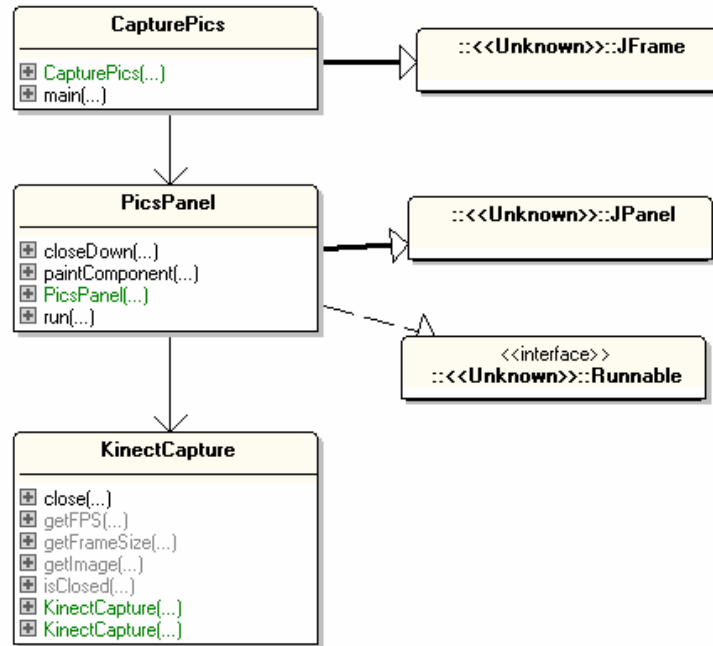 CapturePics
CapturePics(...)
main(...)
::<<Unknown>>::JFrame
PicsPanel
closeDown(...)
paintComponent(...)
PicsPanel(...)
run(...)
::<<Unknown>>::JPanel
<<interface>>
::<<Unknown>>::Runnable
KinectCapture
close(...)
getFPS(...)
getFrameSize(...)
getImage(...)
isClosed(...)
KinectCapture(...)
KinectCapture(...)